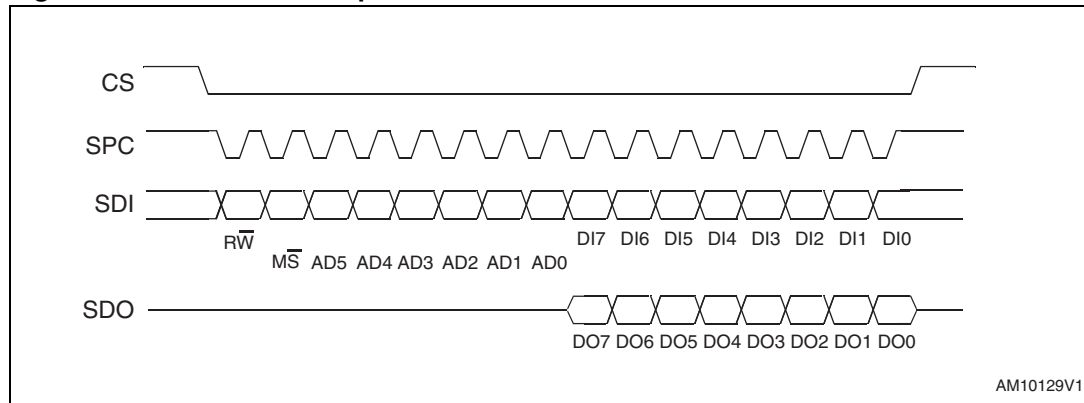 CS
SPC
SDI
RW̅ DI7 DI6 DI5 DI4 DI3 DI2 DI1 DI0
MS̅ AD5 AD4 AD3 AD2 AD1 AD0
SDO
DO7 DO6 DO5 DO4 DO3 DO2 DO1 DO0
AM10129V1